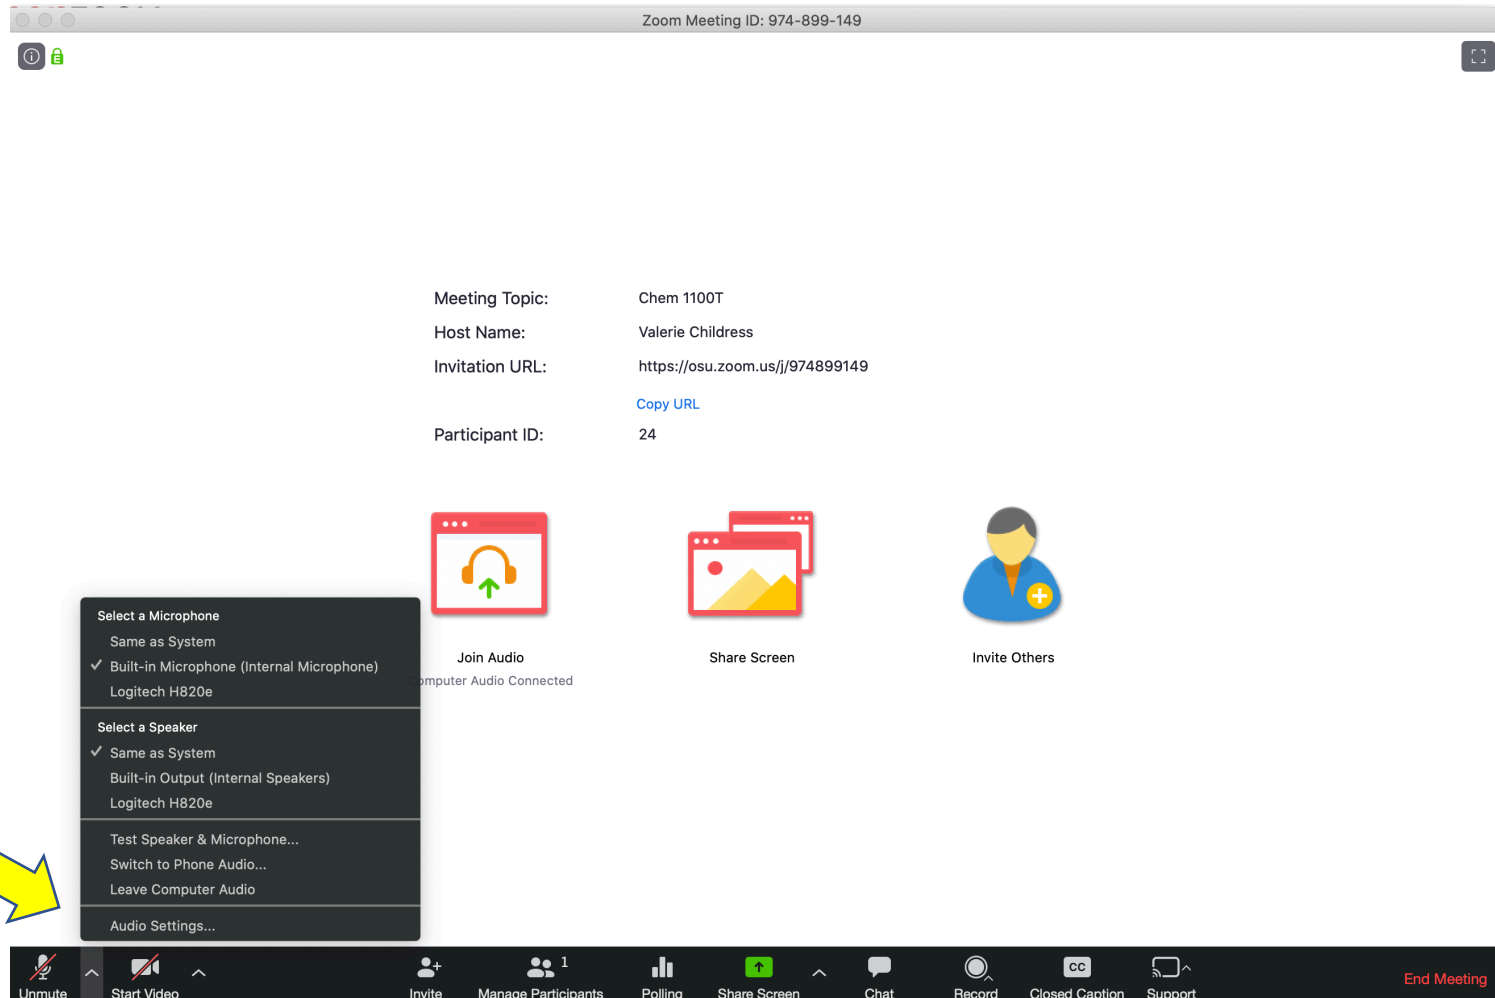 Zoom Meeting ID: 974-899-149
Meeting Topic: Chem 1100T
Host Name: Valerie Childress
Invitation URL: https://osu.zoom.us/j/974899149
Copy URL
Participant ID: 24
Join Audio
Share Screen
Invite Others
Computer Audio Connected
Select a Microphone
Same as System
Built-in Microphone (Internal Microphone)
Logitech H820e
Select a Speaker
Same as System
Built-in Output (Internal Speakers)
Logitech H820e
Test Speaker & Microphone...
Switch to Phone Audio...
Leave Computer Audio
Audio Settings...
Unmute
Start Video
Invite
1
Manage Participants
Polling
Share Screen
Chat
Record
CC
Closed Caption
Support
End Meeting